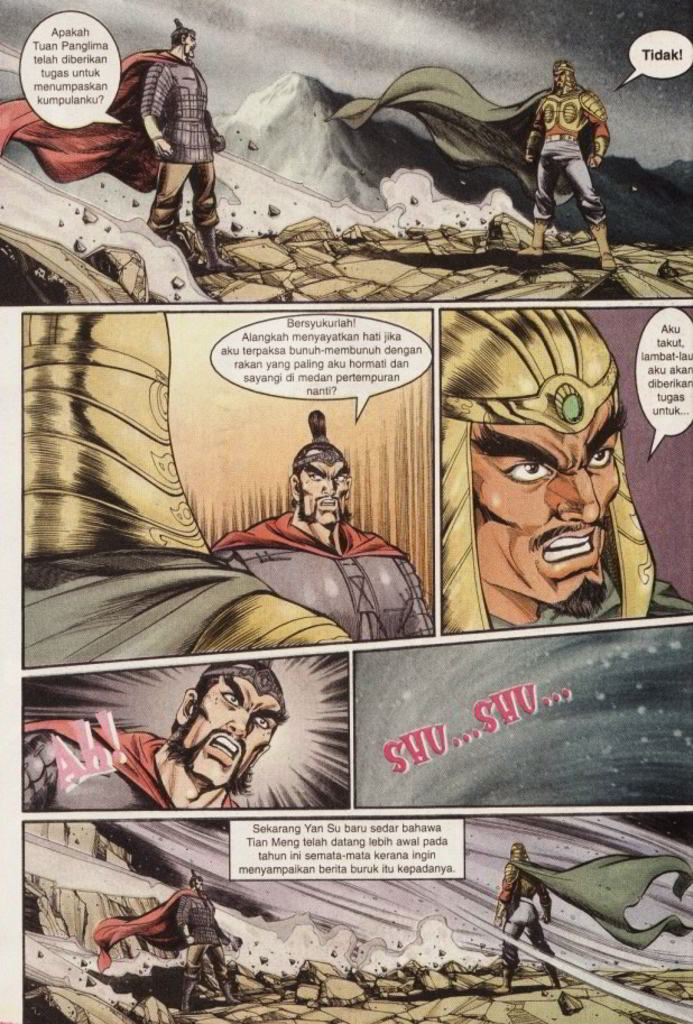 Apakah
Tuan Panglima
telah diberikan
tugas untuk
menumpaskan
kumpulanku?
Tidak!
Bersyukurlah!
Alangkah menyayatkan hati jika
aku terpaksa bunuh-membunuh dengan
rakan yang paling aku hormati dan
sayangi di medan pertempuran
nanti?
Aku
takut,
lambat-lau
aku akan
diberikan
tugas
untuk...
AH!
SHU...SHU...
Sekarang Yan Su baru sedar bahawa
Tian Meng telah datang lebih awal pada
tahun ini semata-mata kerana ingin
menyampaikan berita buruk itu kepadanya.